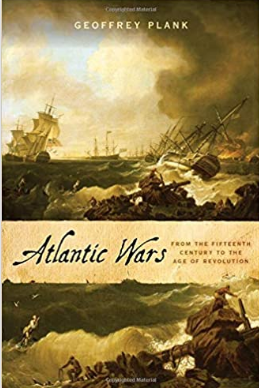 GEOFFREY PLANK
Atlantic Wars
FROM THE FIFTEENTH
CENTURY TO THE
AGE OF REVOLUTION